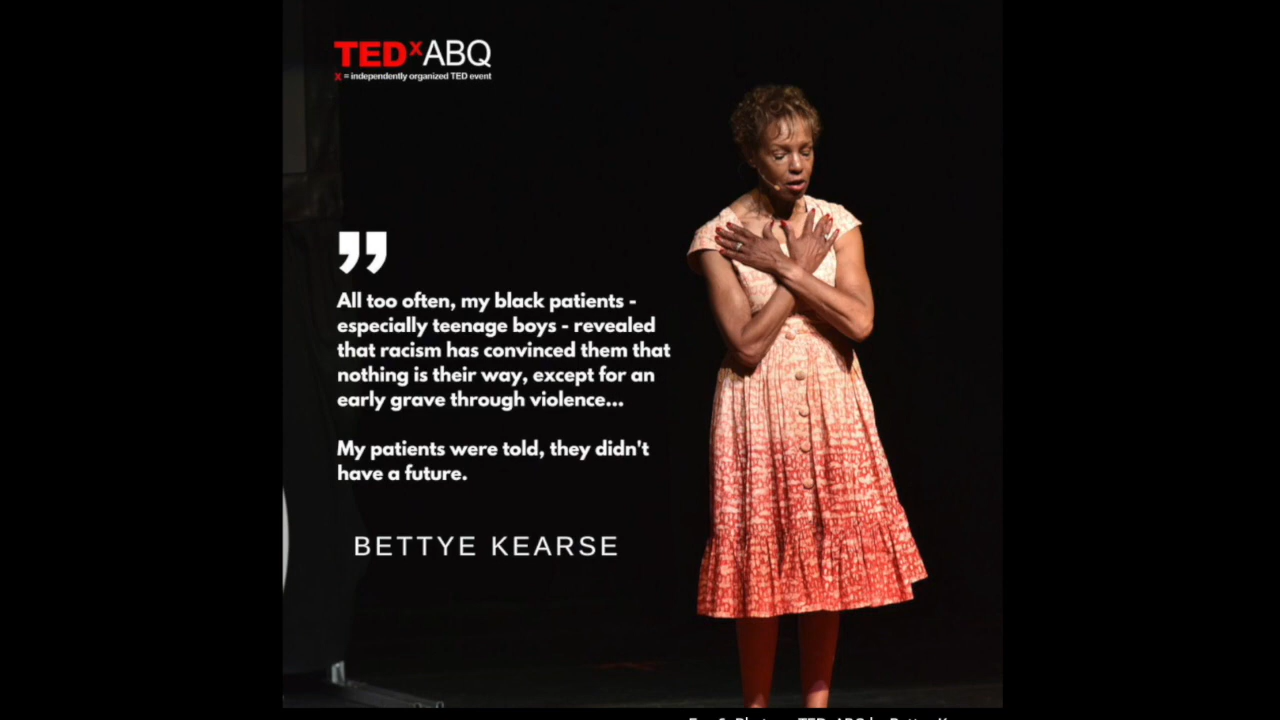 TEDxABQ
x = independently organized TED event
”
All too often, my black patients -
especially teenage boys - revealed
that racism has convinced them that
nothing is their way, except for an
early grave through violence...
My patients were told, they didn't
have a future.
BETTYE KEARSE